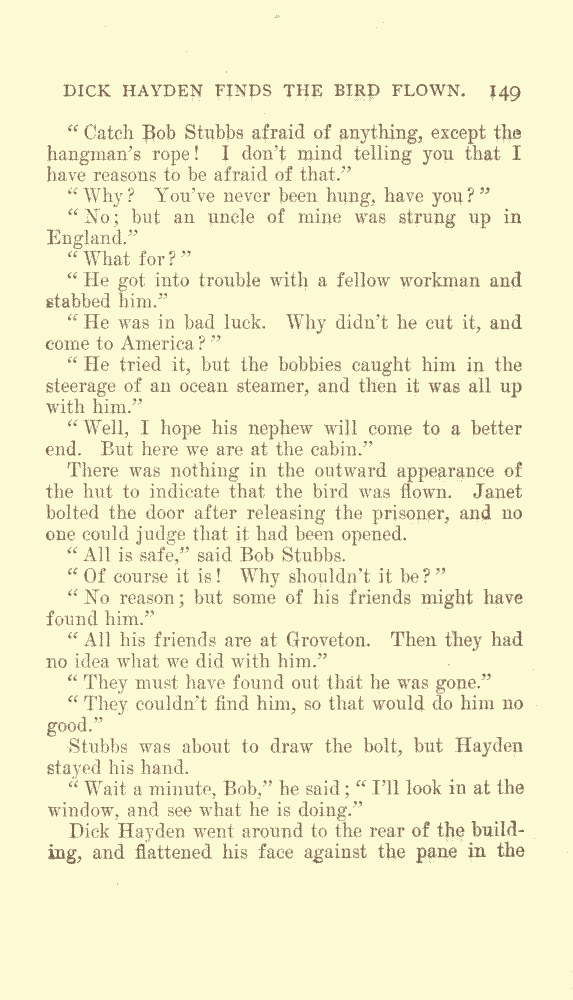 DICK HAYDEN FINDS THE BIRD FLOWN. 149
“Catch Bob Stubbs afraid of anything, except the
hangman’s rope! I don’t mind telling you that I
have reasons to be afraid of that.”
“Why? You’ve never been hung, have you?”
“No; but an uncle of mine was strung up in
England.”
“What for?”
“He got into trouble with a fellow workman and
stabbed him.”
“He was in bad luck. Why didn’t he cut it, and
come to America?”
“He tried it, but the bobbies caught him in the
steerage of an ocean steamer, and then it was all up
with him.”
“Well, I hope his nephew will come to a better
end. But here we are at the cabin.”
There was nothing in the outward appearance of
the hut to indicate that the bird was flown. Janet
bolted the door after releasing the prisoner, and no
one could judge that it had been opened.
“All is safe,” said Bob Stubbs.
“Of course it is! Why shouldn’t it be?”
“No reason; but some of his friends might have
found him.”
“All his friends are at Groveton. Then they had
no idea what we did with him.”
“They must have found out that he was gone.”
“They couldn’t find him, so that would do him no
good.”
Stubbs was about to draw the bolt, but Hayden
stayed his hand.
“Wait a minute, Bob,” he said; “I’ll look in at the
window, and see what he is doing.”
Dick Hayden went around to the rear of the build-
ing, and flattened his face against the pane in the